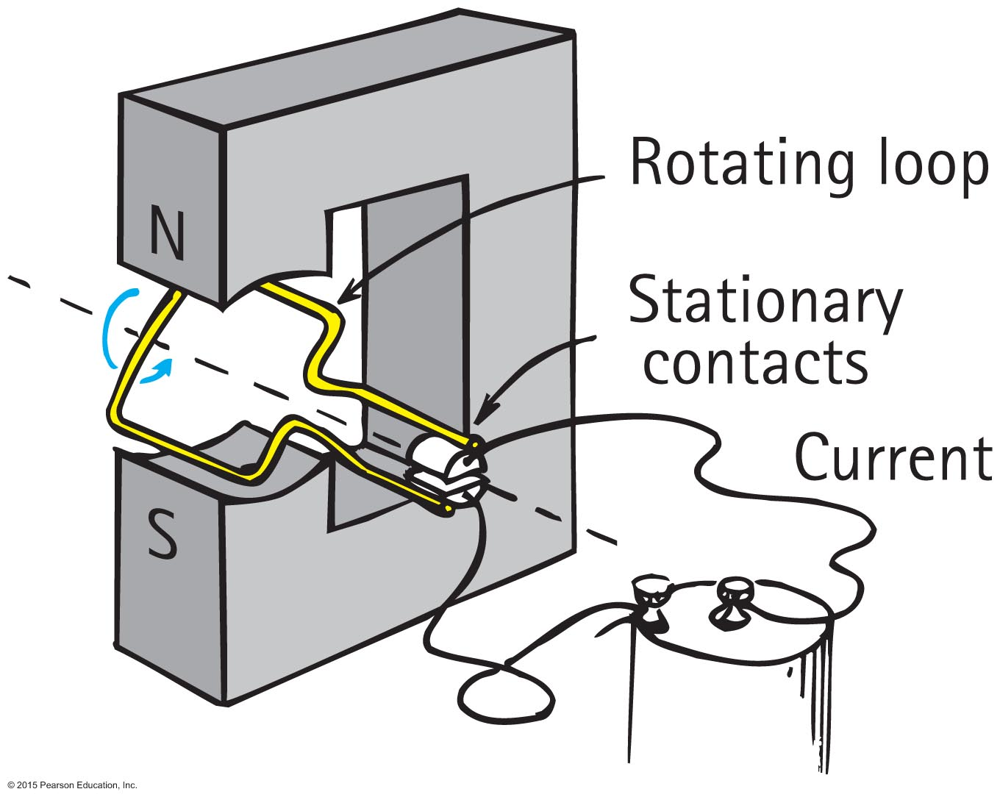 N
Rotating loop
Stationary
contacts
Current
S
© 2015 Pearson Education, Inc.